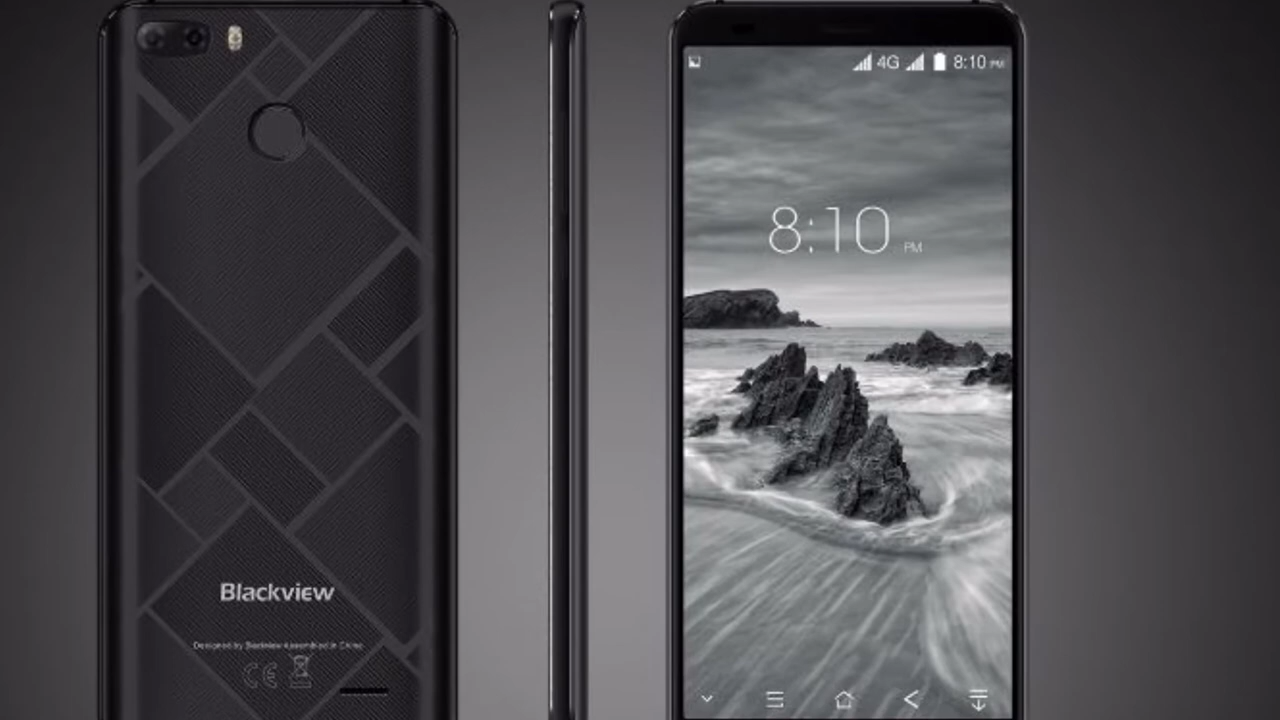 4G 8:10 PM
8:10 PM
Blackview
Designed by Blackview Assembled in China
CE